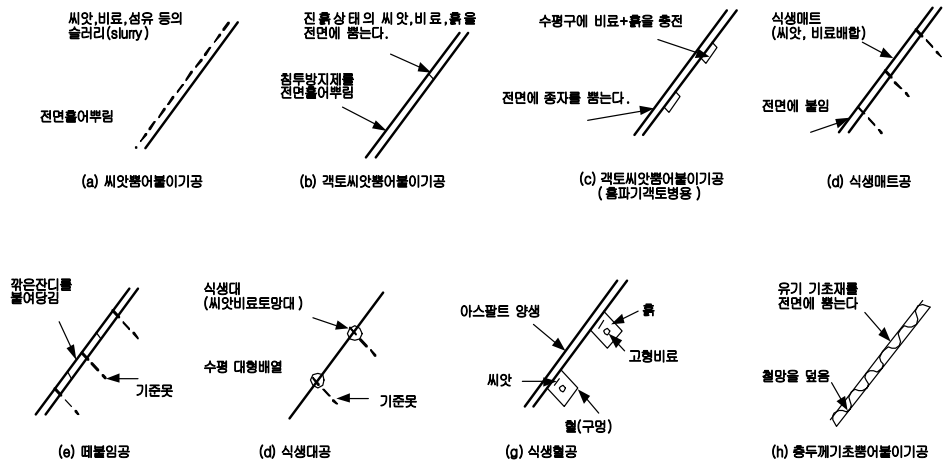 씨앗,비료,섬유 등의
슬러리(slurry)
전면흩어뿌림
(a) 씨앗뿜어붙이기공
진흙상태의 씨앗,비료,흙을
전면에 뿜는다.
침투방지제를
전면흩어뿌림
(b) 객토씨앗뿜어붙이기공
수평구에 비료+흙을 충전
전면에 종자를 뿜는다.
(c) 객토씨앗뿜어붙이기공
(홈파기객토병용)
식생매트
(씨앗, 비료배합)
전면에 붙임
(d) 식생매트공
깎은잔디를
붙여당김
기준못
(e) 떼붙임공
식생대
(씨앗비료토망대)
수평 대형배열
기준못
(d) 식생대공
아스팔트 양생
흙
고형비료
씨앗
혈(구멍)
(g) 식생혈공
유기 기초재를
전면에 뿜는다
철망을 덮음
(h) 층두께기초뿜어붙이기공